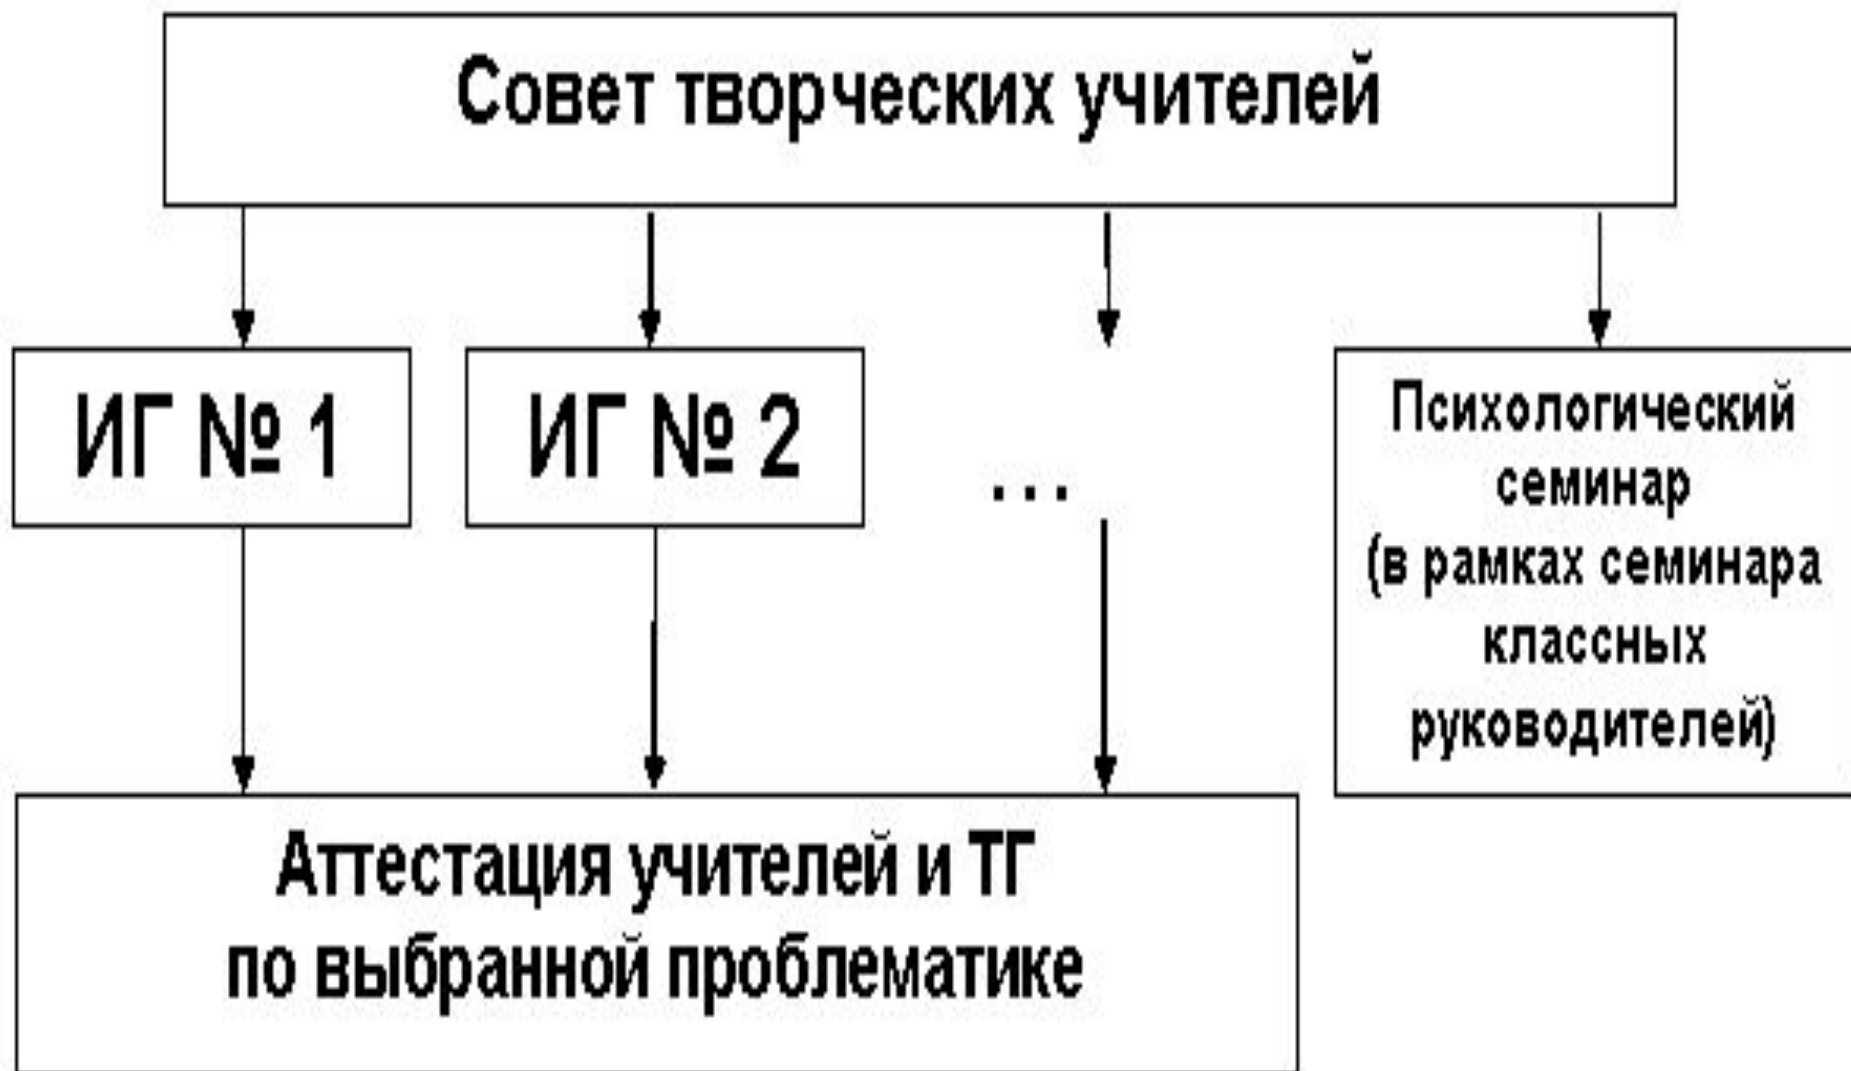 Совет творческих учителей
ИГ № 1
ИГ № 2
...
Психологический
семинар
(в рамках семинара
классных
руководителей)
Аттестация учителей и ТГ
по выбранной проблематике